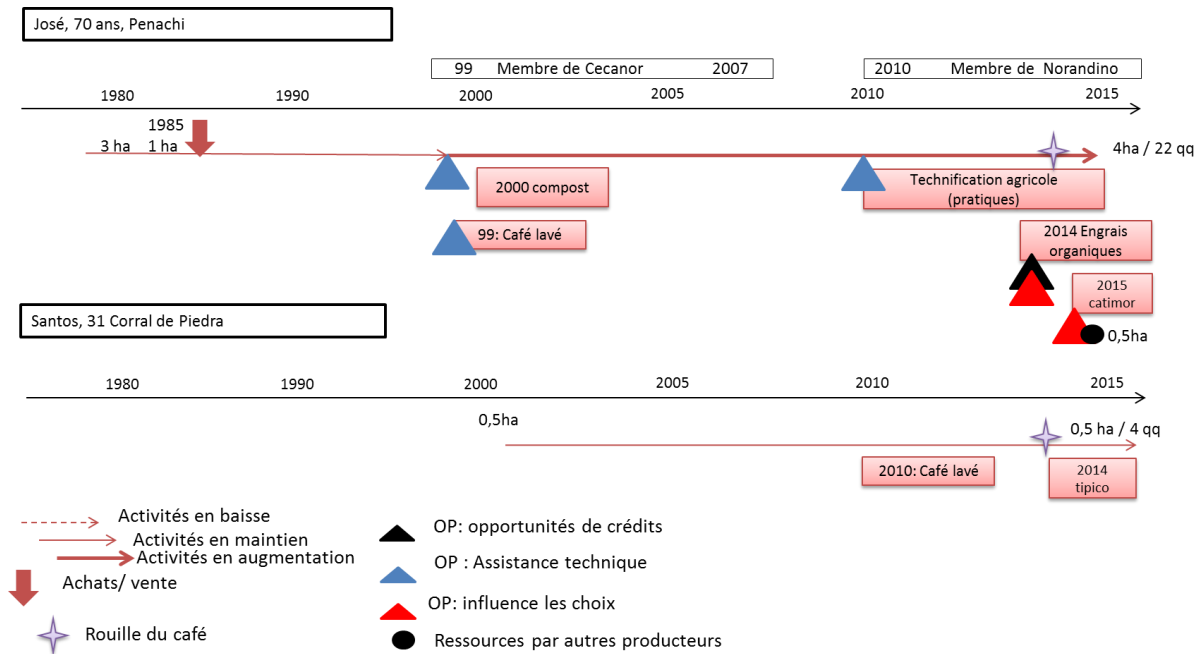 José, 70 ans, Penachi
99 Membre de Cecanor 2007
2010 Membre de Norandino
1980 1990 2000 2005 2010 2015
1985
3 ha 1 ha
4ha / 22 qq
2000 compost
Technification agricole
(pratiques)
99: Café lavé
2014 Engrais
organiques
2015
catimor
0,5ha
Santos, 31 Corral de Piedra
1980 1990 2000 2005 2010 2015
0,5ha
0,5 ha / 4 qq
2010: Café lavé
2014
tipico
Activités en baisse
Activités en maintien
Activités en augmentation
Achats/ vente
Rouille du café
OP: opportunités de crédits
OP : Assistance technique
OP: influence les choix
Ressources par autres producteurs